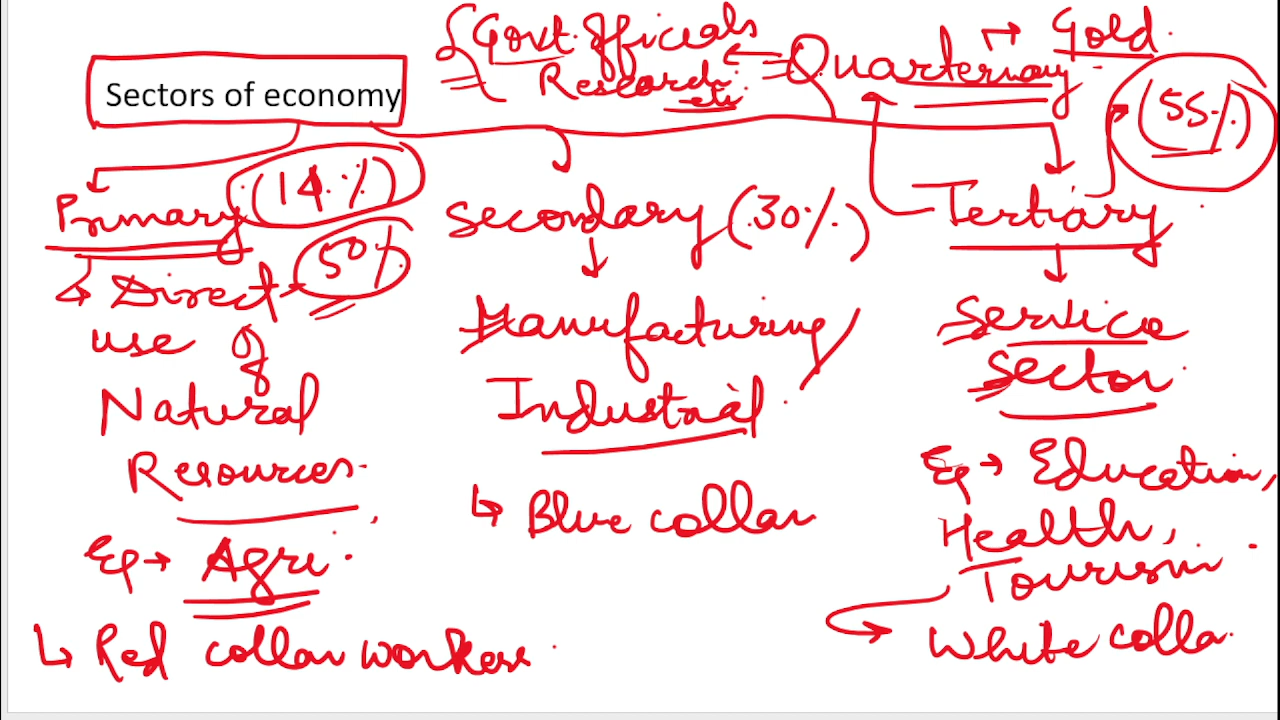 Sectors of economy
Govt. officials
Research
etc
Quarternary → Gold.
(55%)
Primary (14%)
50%
→ Direct
use of
Natural
Resources.
Eg → Agri.
↳ Red collar workers
Secondary (30%)
Manufacturing
Industrial
↳ Blue collar
Tertiary
Service
Sector
Eg → Education,
Health,
Tourism
White colla